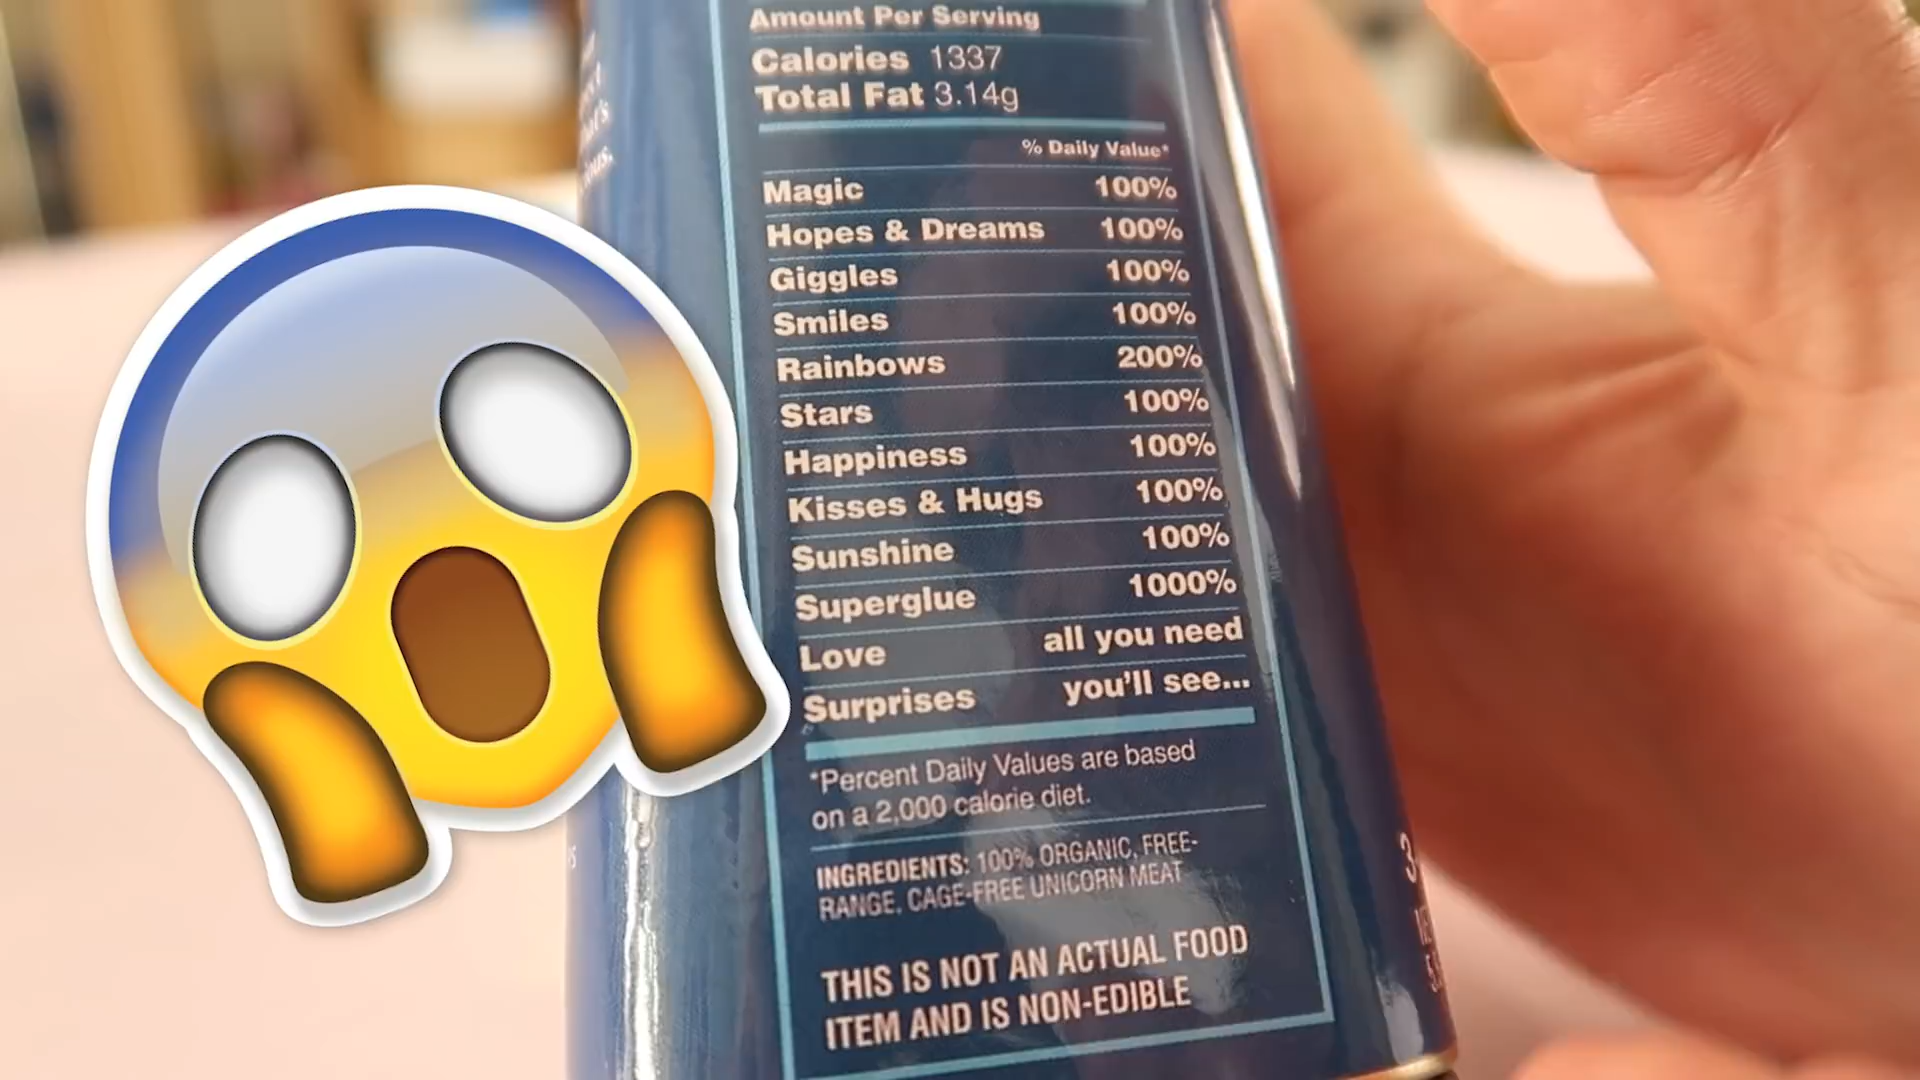 Amount Per Serving
Calories 1337
Total Fat 3.14g
% Daily Value*
Magic 100%
Hopes & Dreams 100%
Giggles 100%
Smiles 100%
Rainbows 200%
Stars 100%
Happiness 100%
Kisses & Hugs 100%
Sunshine 100%
Superglue 1000%
Love all you need
Surprises you'll see...
*Percent Daily Values are based
on a 2,000 calorie diet.
INGREDIENTS: 100% ORGANIC, FREE-
RANGE, CAGE-FREE UNICORN MEAT
THIS IS NOT AN ACTUAL FOOD
ITEM AND IS NON-EDIBLE